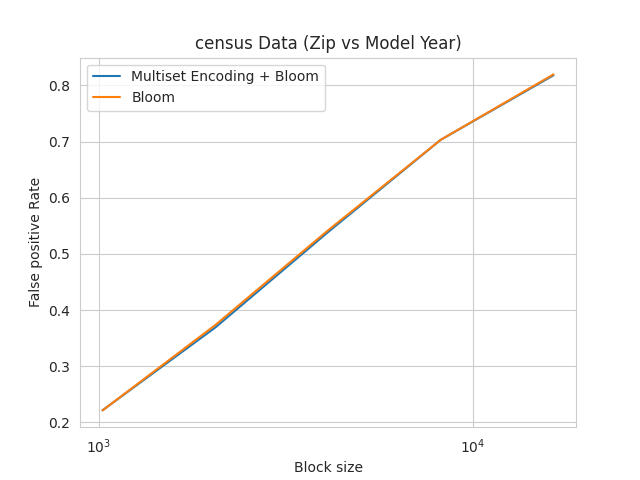 census Data (Zip vs Model Year)
Multiset Encoding + Bloom
Bloom
False positive Rate
0.8
0.7
0.6
0.5
0.4
0.3
0.2
10³
10⁴
Block size